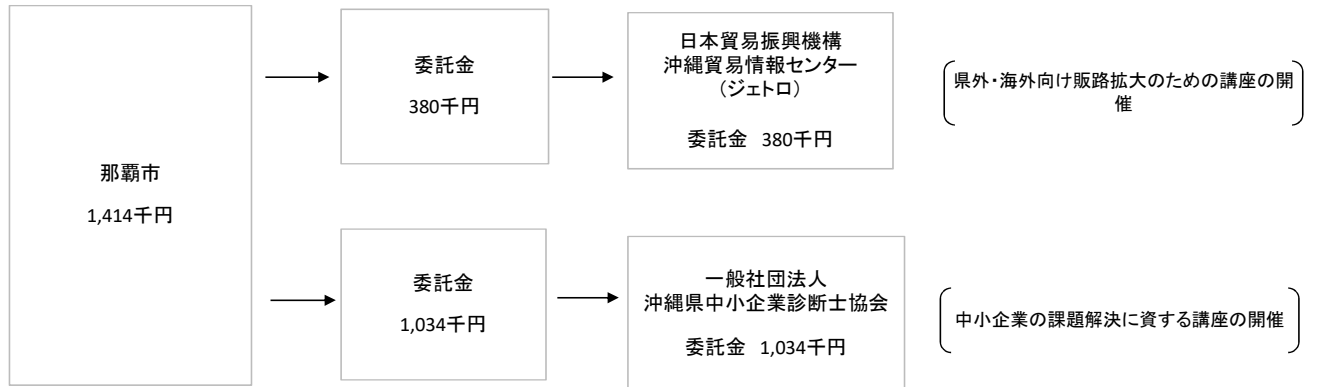 那覇市
1,414千円
委託金
380千円
日本貿易振興機構
沖縄貿易情報センター
(ジェトロ)
委託金 380千円
県外・海外向け販路拡大のための講座の開
催
委託金
1,034千円
一般社団法人
沖縄県中小企業診断士協会
委託金 1,034千円
中小企業の課題解決に資する講座の開催